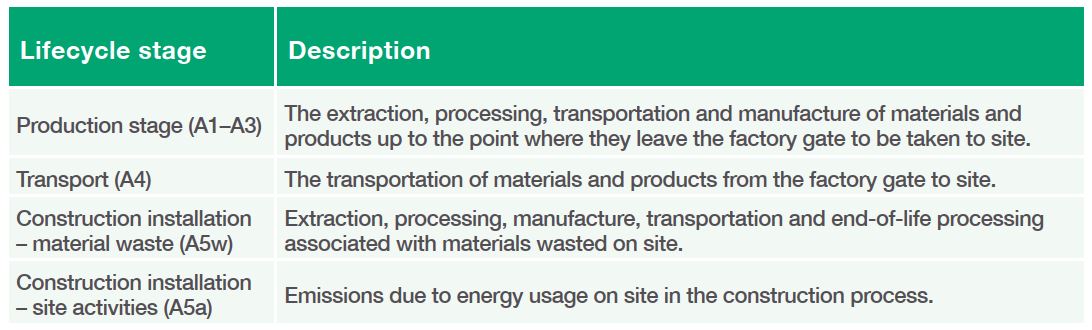 Lifecycle stage
Description
Production stage (A1–A3)
The extraction, processing, transportation and manufacture of materials and
products up to the point where they leave the factory gate to be taken to site.
Transport (A4)
The transportation of materials and products from the factory gate to site.
Construction installation
– material waste (A5w)
Extraction, processing, manufacture, transportation and end-of-life processing
associated with materials wasted on site.
Construction installation
– site activities (A5a)
Emissions due to energy usage on site in the construction process.